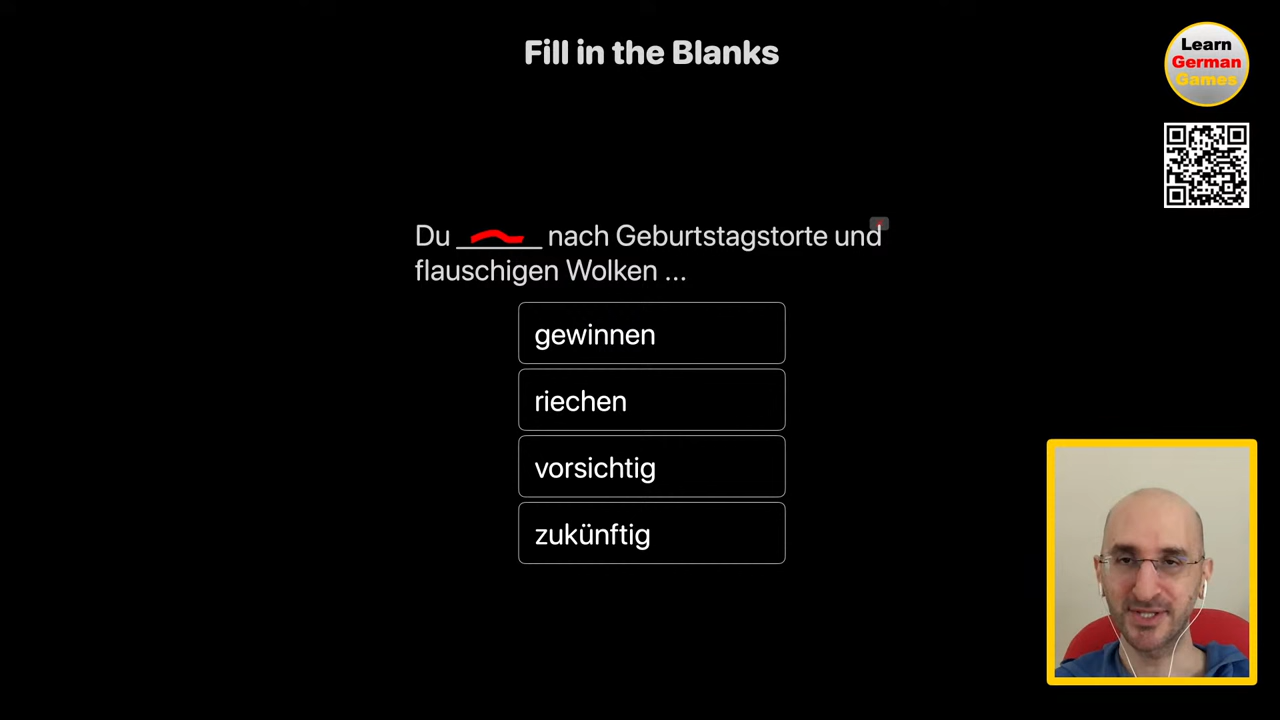 Fill in the Blanks
Learn
German
Games
Du ______ nach Geburtstagstorte und
flauschigen Wolken ...
gewinnen
riechen
vorsichtig
zukünftig